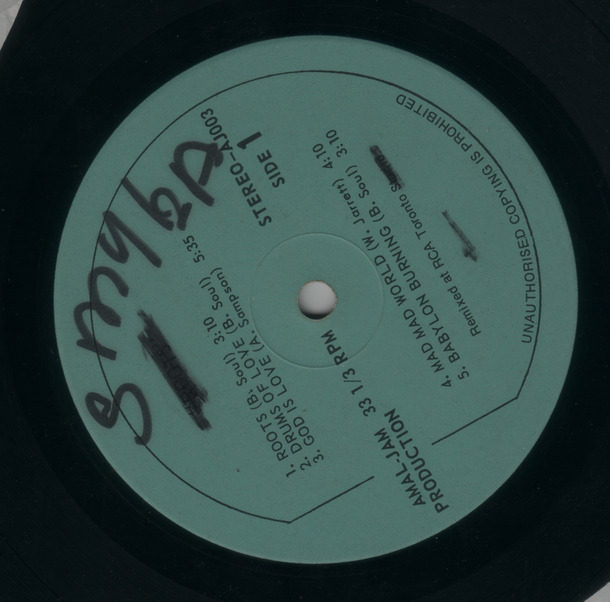 STEREO–AJ003
SIDE 1
1. ROOTS (B. Soul) 3:10
2. DRUMS OF LOVE (B. Soul) 5:35
3. GOD IS LOVE (A. Sampson)
AMAL-JAM
PRODUCTION
33 1/3 RPM
4. MAD MAD WORLD (W. Jarrett) 4:10
5. BABYLON BURNING (B. Soul) 3:10
Remixed at RCA Toronto
UNAUTHORISED COPYING IS PROHIBITED